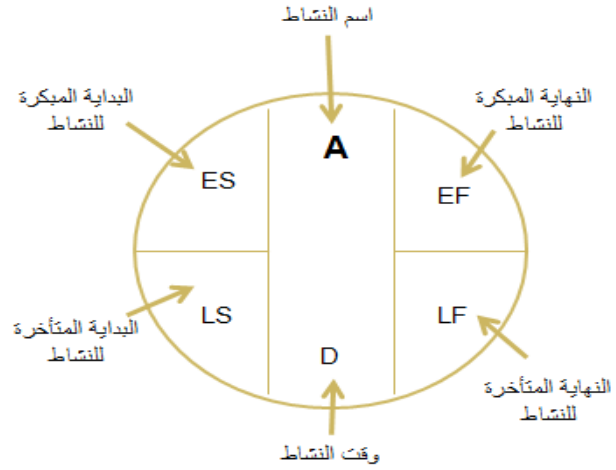 اسم النشاط
البداية المبكرة
للنشاط
النهاية المبكرة
للنشاط
A
ES
EF
LS
LF
D
البداية المتأخرة
للنشاط
النهاية المتأخرة
للنشاط
وقت النشاط